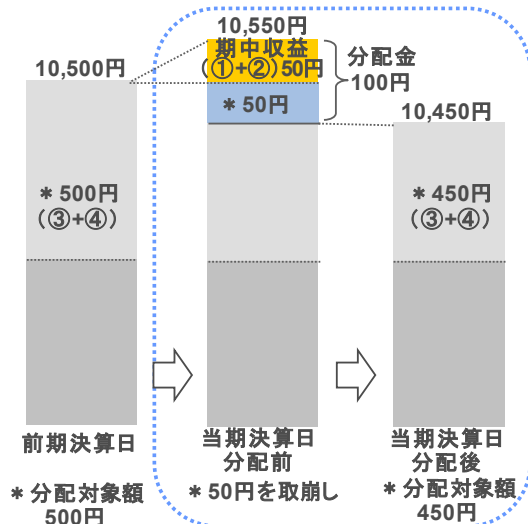 10,500円
＊500円
（③+④）
前期決算日
＊分配対象額
500円
10,550円
期中収益
（①+②）50円
＊50円
分配金
100円
当期決算日
分配前
＊50円を取崩し
10,450円
＊450円
（③+④）
当期決算日
分配後
＊分配対象額
450円